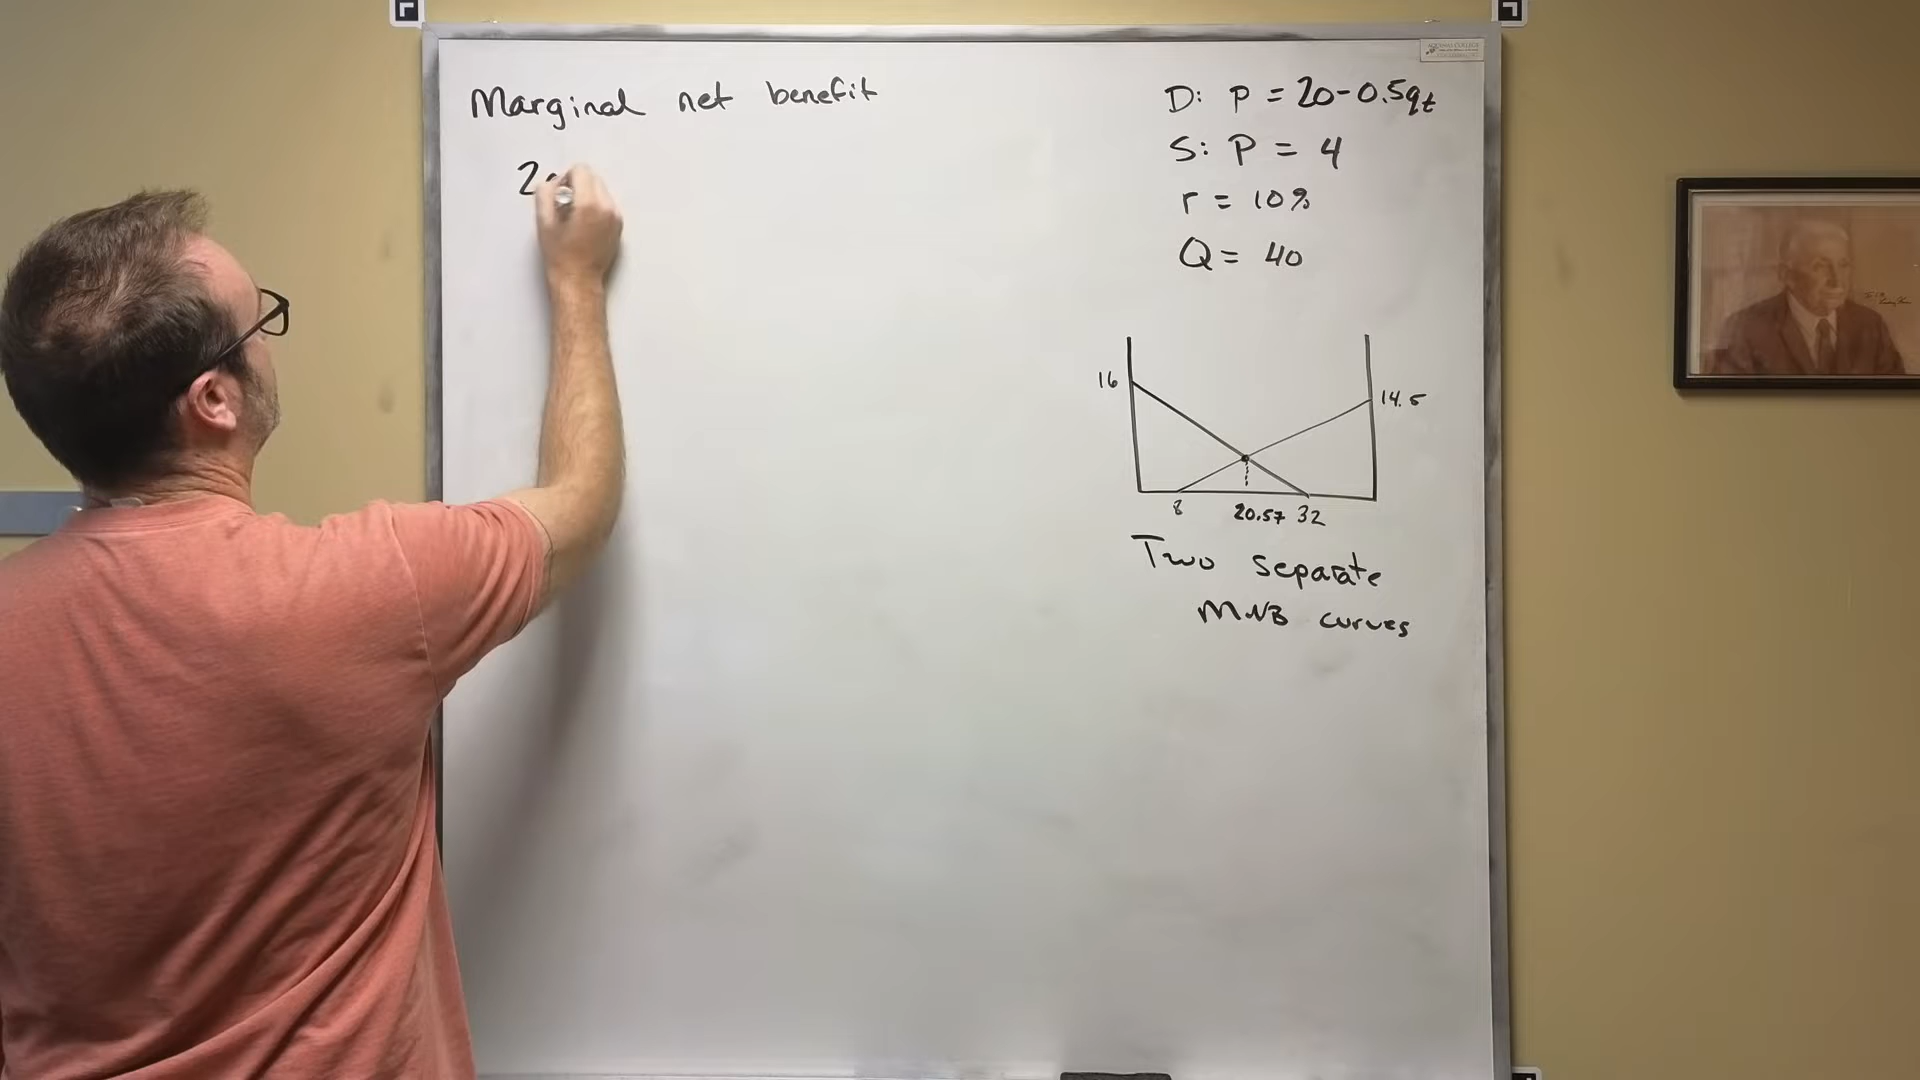 Marginal net benefit
20
D: P = 20-0.5qt
S: P = 4
r = 10%
Q = 40
16
14.5
8 20.57 32
Two separate
MNB curves